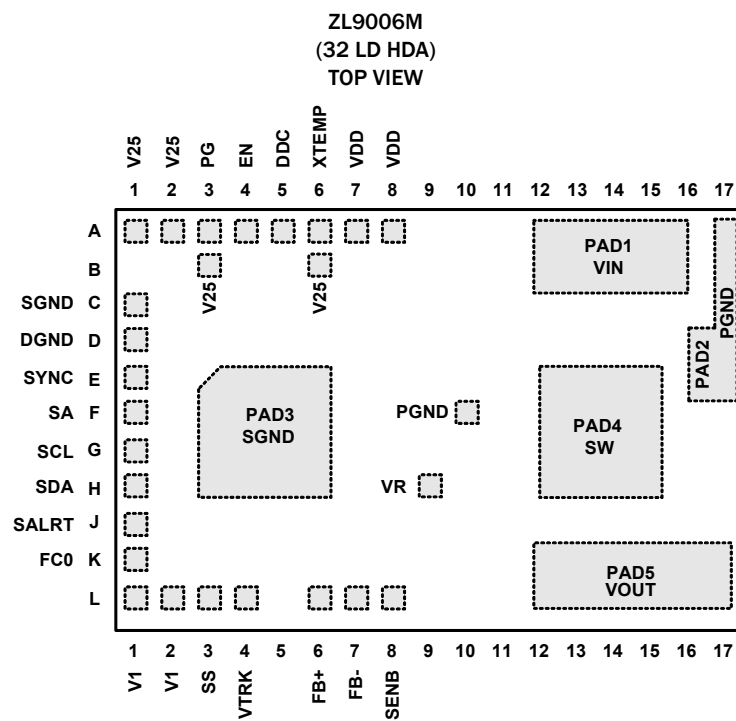 ZL9006M
(32 LD HDA)
TOP VIEW
V25 V25 PG EN DDC XTEMP VDD VDD
1 2 3 4 5 6 7 8 9 10 11 12 13 14 15 16 17
A
B
V25 V25
PAD1
VIN
PGND
PAD2
SGND C
DGND D
SYNC E
SA F
SCL G
SDA H
SALRT J
FC0 K
L
PAD3
SGND
PGND
VR
PAD4
SW
PAD5
VOUT
1 2 3 4 5 6 7 8 9 10 11 12 13 14 15 16 17
V1 V1 SS VTRK FB+ FB- SENB